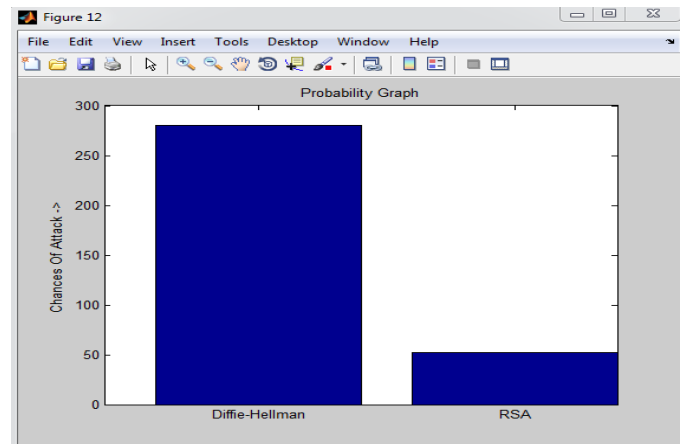 Figure 12
File Edit View Insert Tools Desktop Window Help
Probability Graph
300
250
200
150
100
50
0
Chances Of Attack ->
Diffie-Hellman RSA